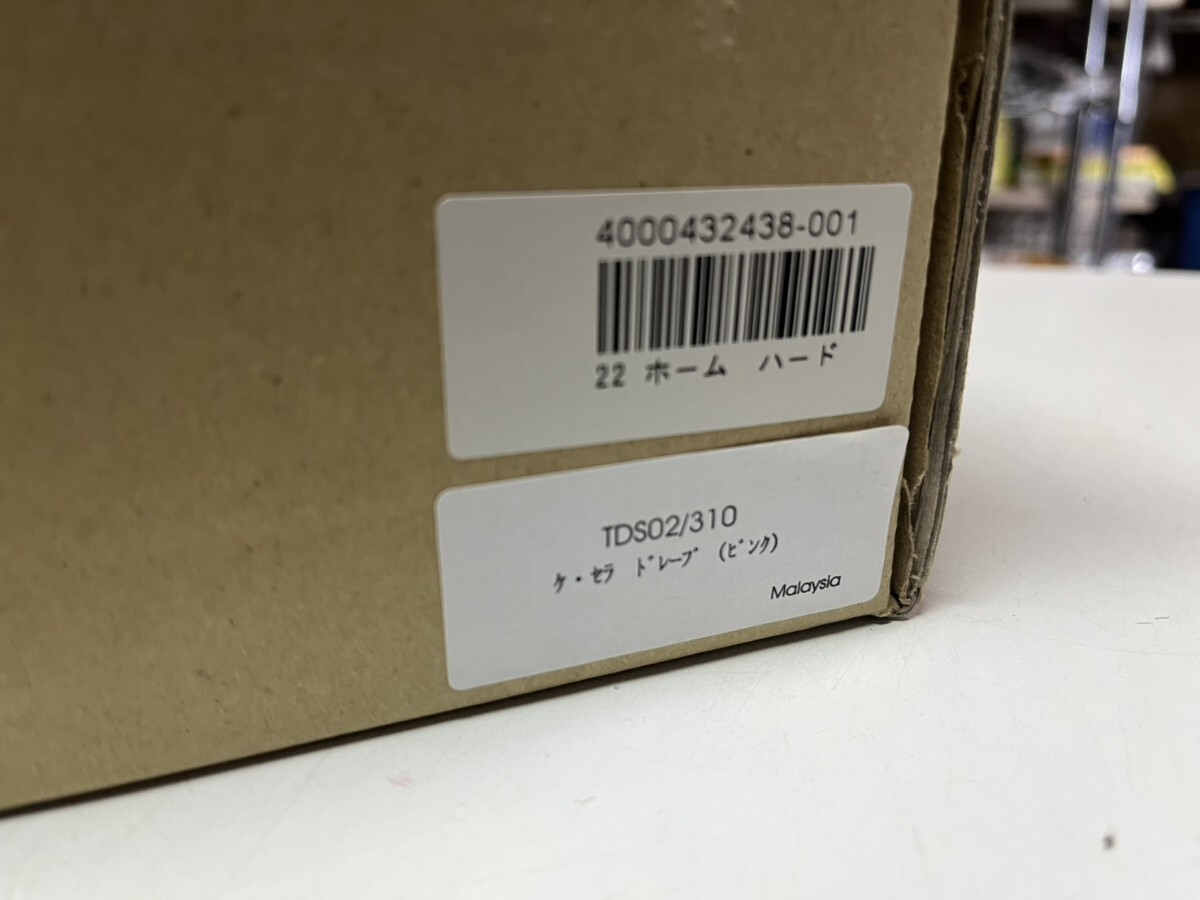 4000432438-001
22 ホーム　ハード
TDS02/310
ケ・セラ　ドレープ　(ピンク)
Malaysia